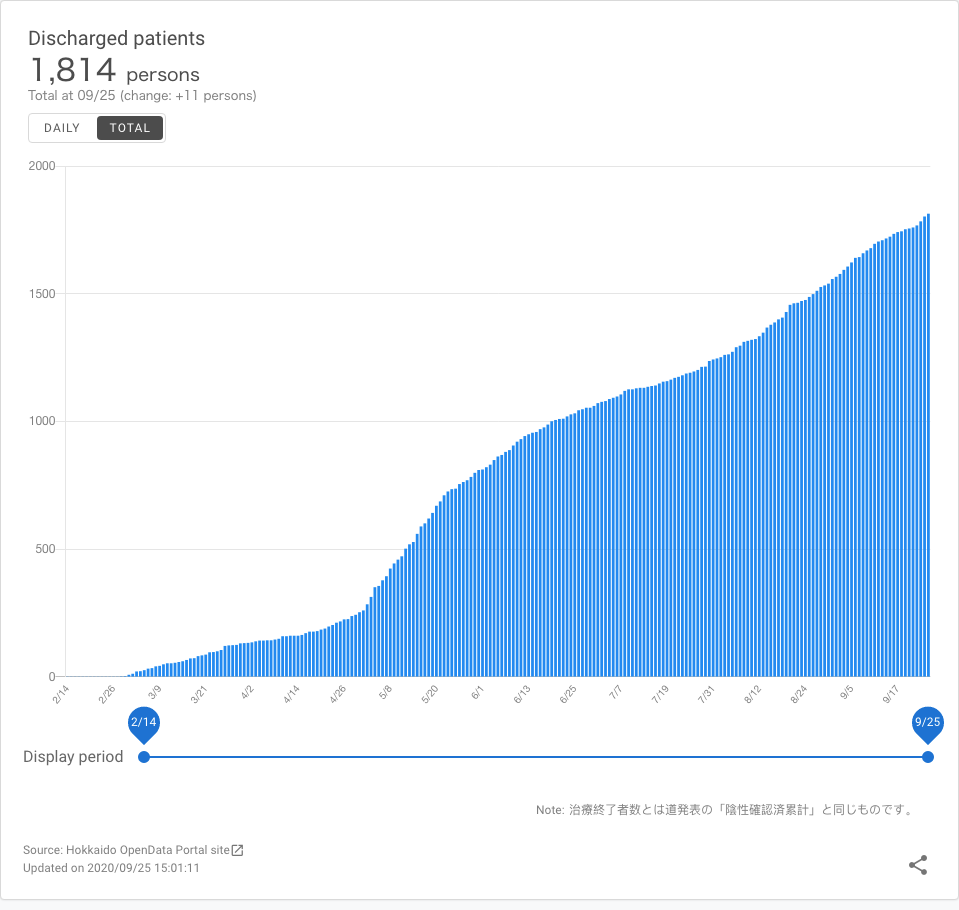 Discharged patients
1,814 persons
Total at 09/25 (change: +11 persons)
DAILY TOTAL
2000
1500
1000
500
0
2/14 2/26 3/9 3/21 4/2 4/14 4/26 5/8 5/20 6/1 6/13 6/25 7/7 7/19 7/31 8/12 8/24 9/5 9/17
2/14 9/25
Display period
Note: 治療終了者数とは道発表の「陰性確認済累計」と同じものです。
Source: Hokkaido OpenData Portal site
Updated on 2020/09/25 15:01:11